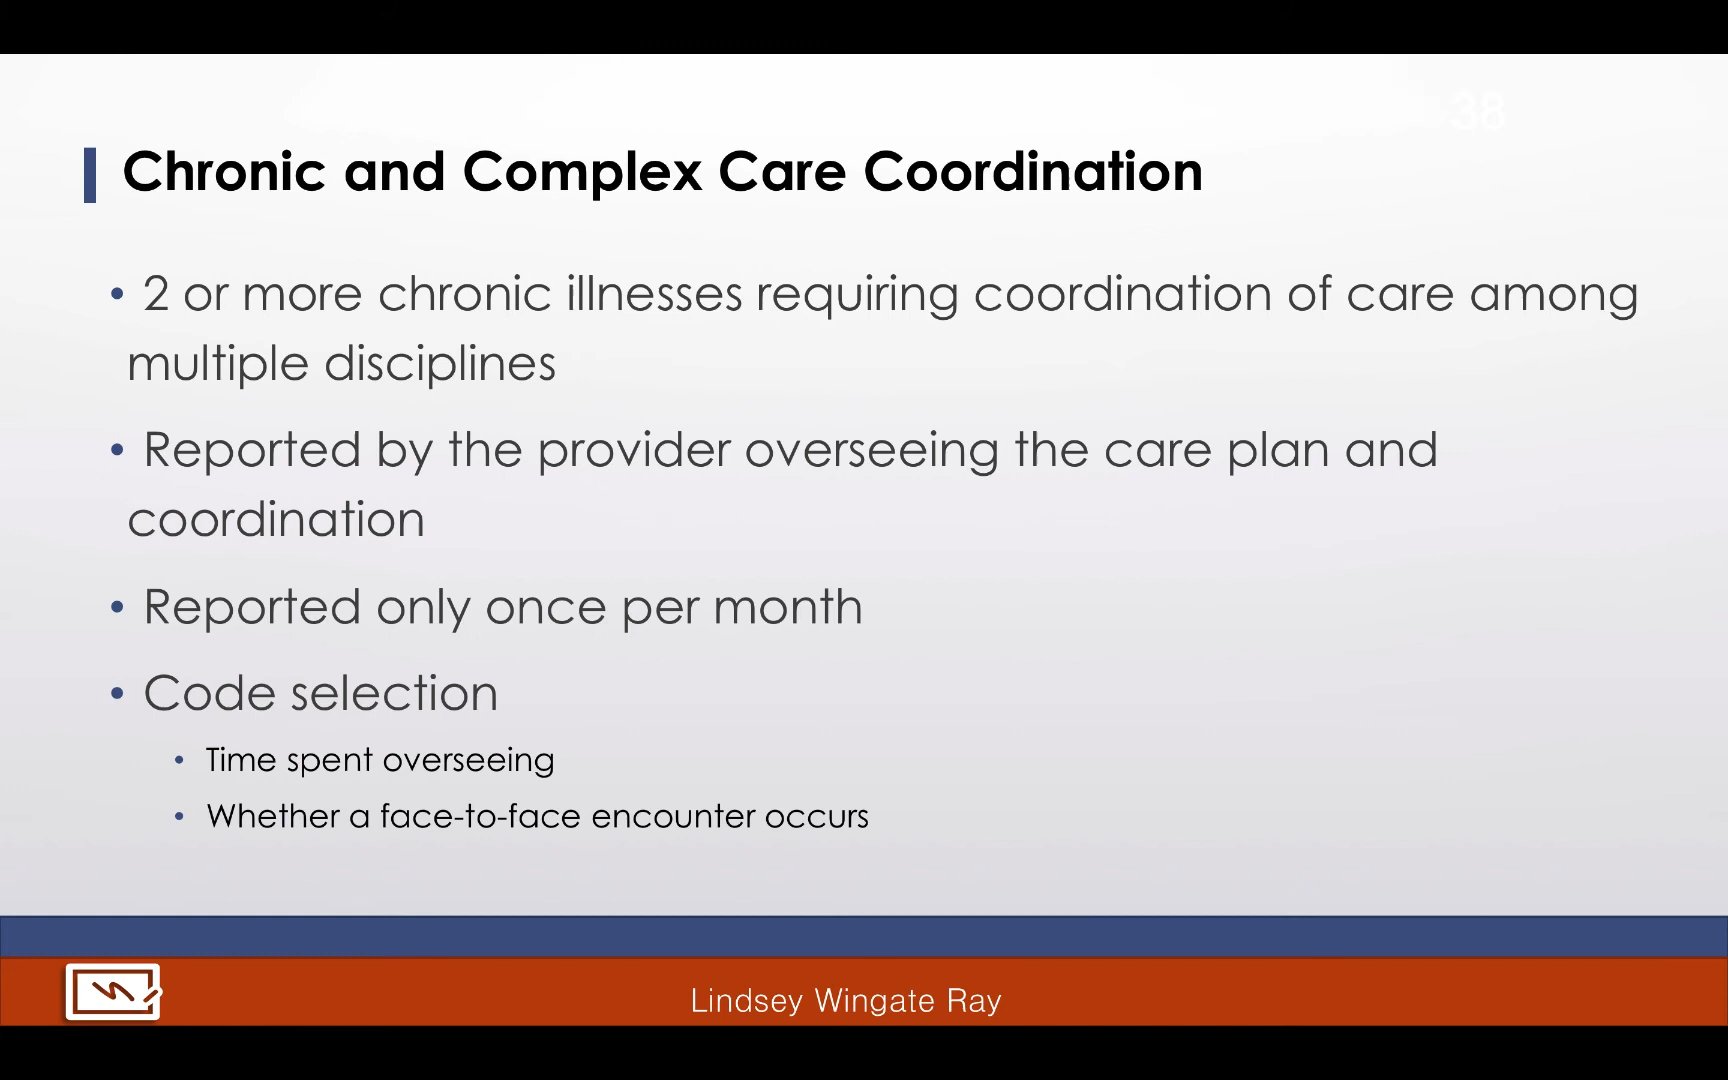 38
Chronic and Complex Care Coordination
• 2 or more chronic illnesses requiring coordination of care among
multiple disciplines
• Reported by the provider overseeing the care plan and
coordination
• Reported only once per month
• Code selection
• Time spent overseeing
• Whether a face-to-face encounter occurs
Lindsey Wingate Ray